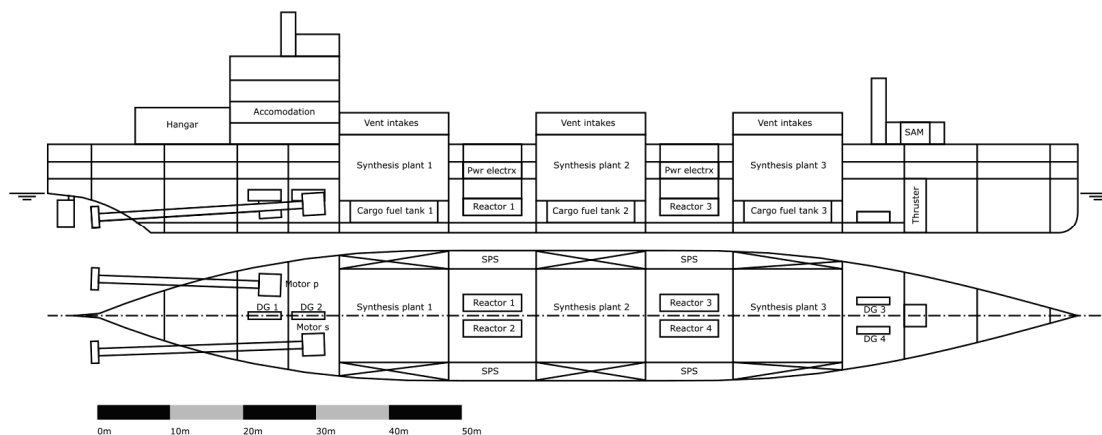 Hangar
Accomodation
Vent intakes
Vent intakes
Vent intakes
SAM
Synthesis plant 1
Pwr electrx
Synthesis plant 2
Pwr electrx
Synthesis plant 3
Cargo fuel tank 1
Reactor 1
Cargo fuel tank 2
Reactor 3
Cargo fuel tank 3
Thruster
SPS
SPS
Motor p
DG 1
DG 2
Synthesis plant 1
Reactor 1
Synthesis plant 2
Reactor 3
Synthesis plant 3
DG 3
Motor s
Reactor 2
Reactor 4
DG 4
SPS
SPS
0m 10m 20m 30m 40m 50m